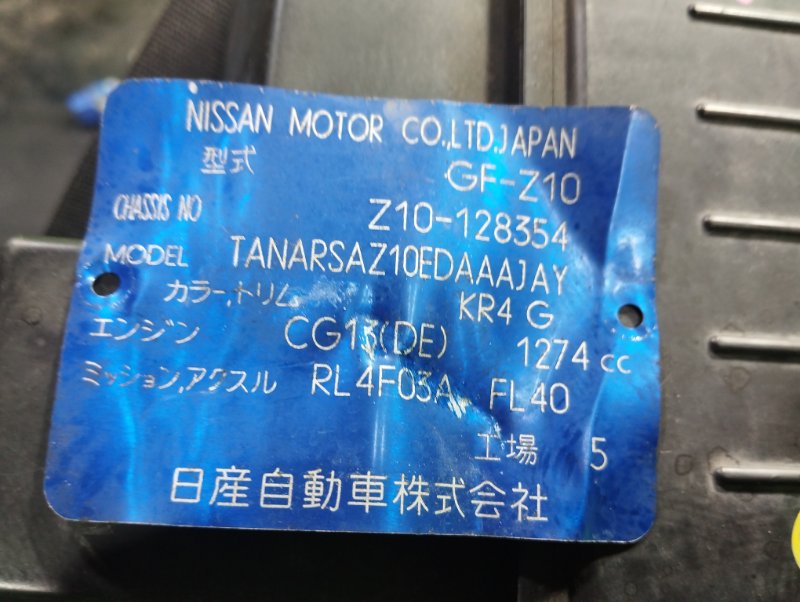 NISSAN MOTOR CO.,LTD.JAPAN
型式 GF-Z10
CHASSIS NO Z10-128354
MODEL TANARSAZ10EDAAAJAY
カラー,トリム KR4 G
エンジン CG13(DE) 1274 cc
ミッション,アクスル RL4F03A FL40
工場 5
日産自動車株式会社